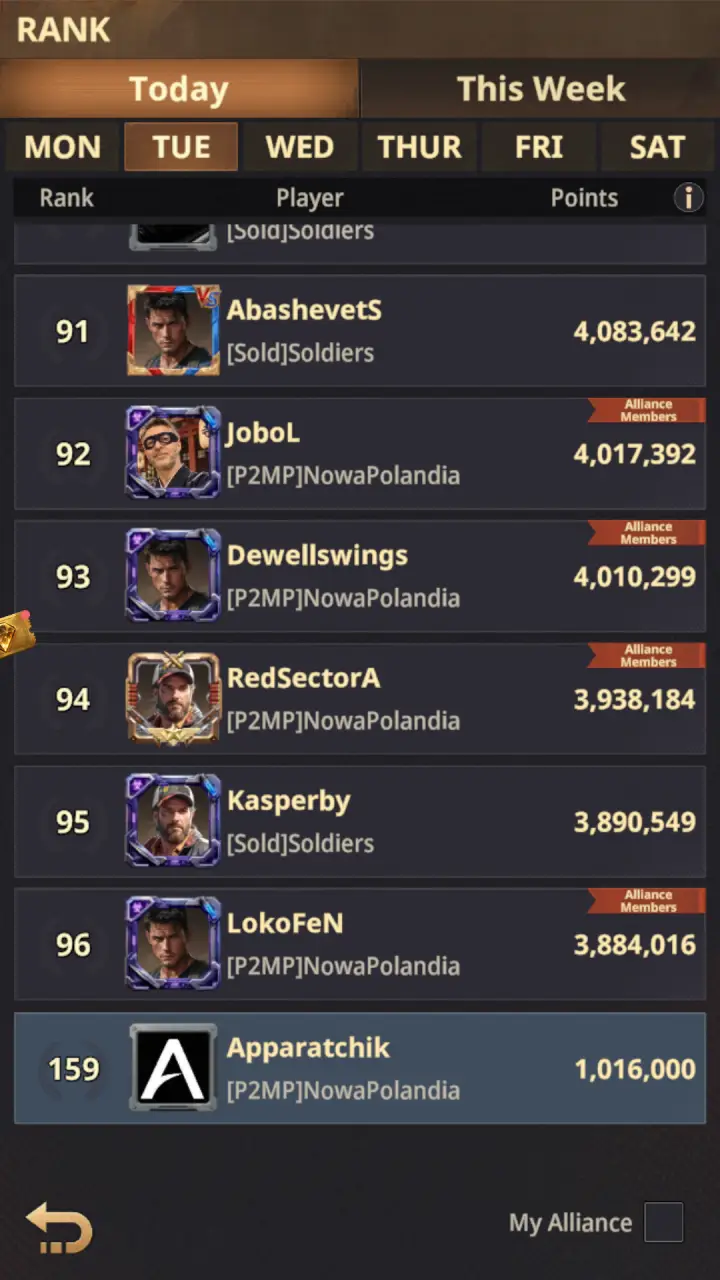 RANK
Today
This Week
MON
TUE
WED
THUR
FRI
SAT
Rank
Player
Points
i
[Sold]Soldiers
91
AbashevetS
[Sold]Soldiers
4,083,642
VS
92
JoboL
[P2MP]NowaPolandia
Alliance
Members
4,017,392
93
Dewellswings
[P2MP]NowaPolandia
Alliance
Members
4,010,299
94
RedSectorA
[P2MP]NowaPolandia
Alliance
Members
3,938,184
95
Kasperby
[Sold]Soldiers
3,890,549
96
LokoFeN
[P2MP]NowaPolandia
Alliance
Members
3,884,016
159
A
Apparatchik
[P2MP]NowaPolandia
1,016,000
My Alliance